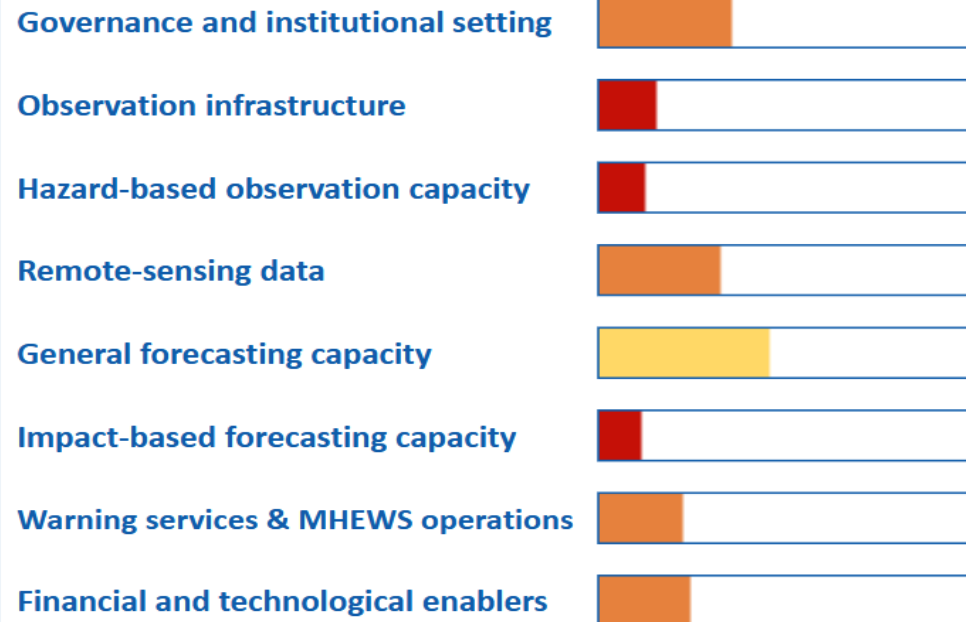 Governance and institutional setting
Observation infrastructure
Hazard-based observation capacity
Remote-sensing data
General forecasting capacity
Impact-based forecasting capacity
Warning services & MHEWS operations
Financial and technological enablers